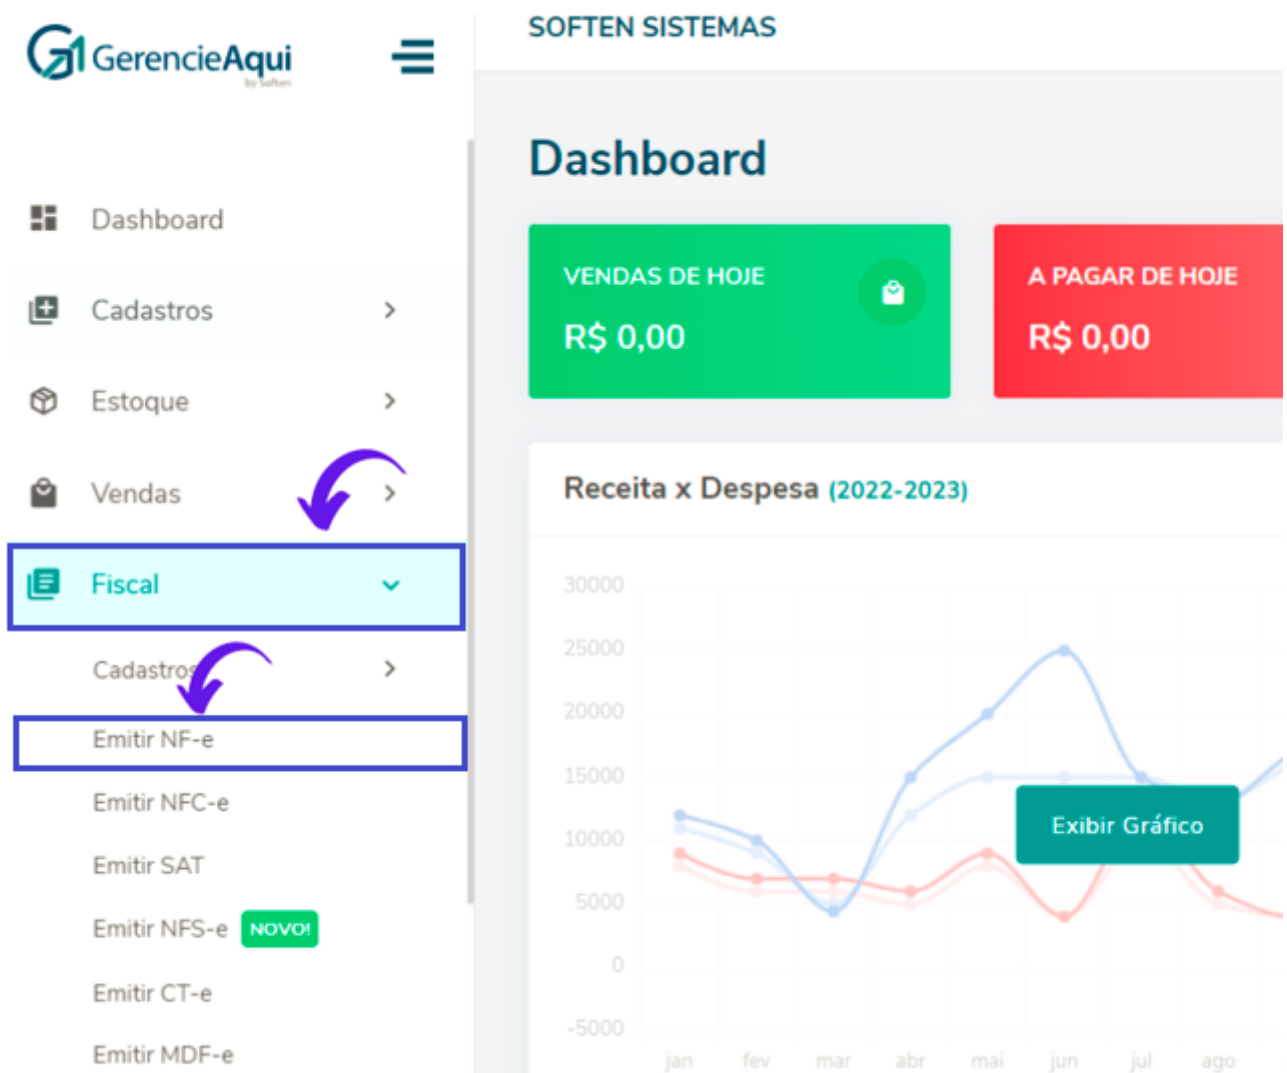 GerencieAqui
by Soften
Dashboard
Cadastros
Estoque
Vendas
Fiscal
Cadastros
Emitir NF-e
Emitir NFC-e
Emitir SAT
Emitir NFS-e NOVO!
Emitir CT-e
Emitir MDF-e
SOFTEN SISTEMAS
Dashboard
VENDAS DE HOJE
R$ 0,00
A PAGAR DE HOJE
R$ 0,00
Receita x Despesa (2022-2023)
30000
25000
20000
15000
10000
5000
0
-5000
jan fev mar abr mai jun jul ago
Exibir Gráfico